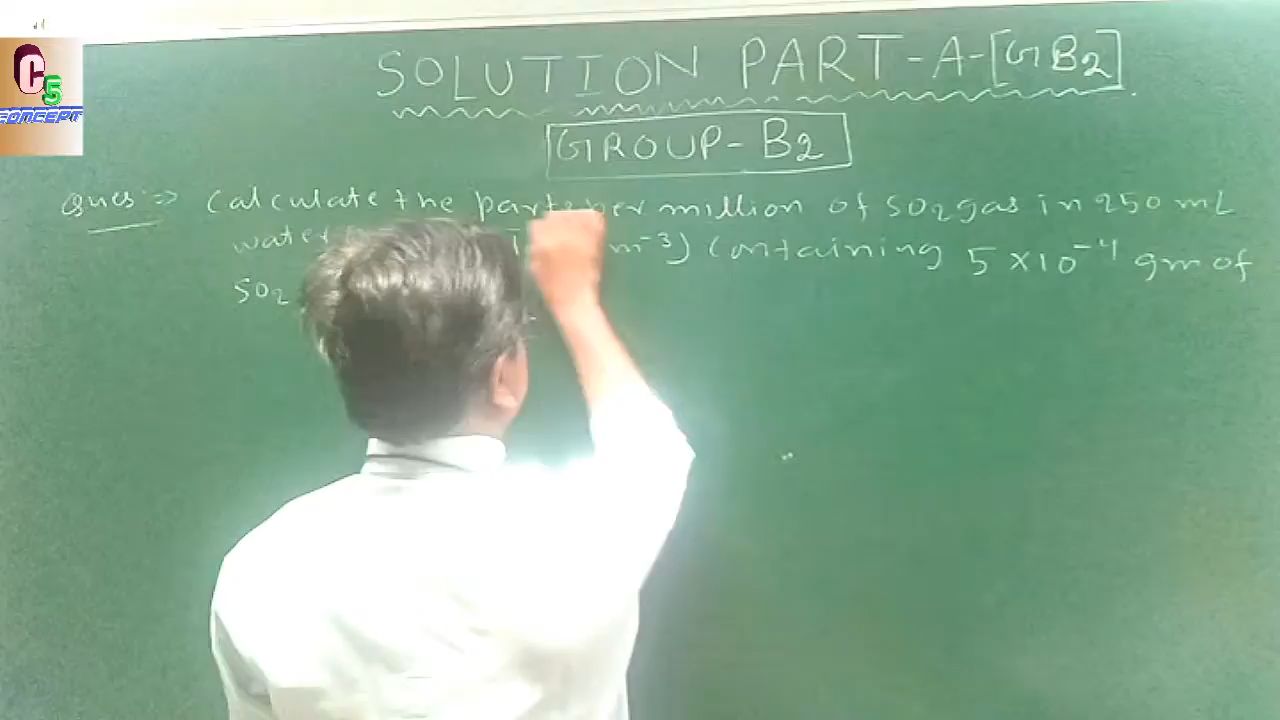 C5
CONCEPT
SOLUTION PART-A-[GB2]
GROUP-B2
Ques:⇒ Calculate the parts per million of SO2 gas in 250 mL
water m-3) Containing 5×10-4 gm of
SO2